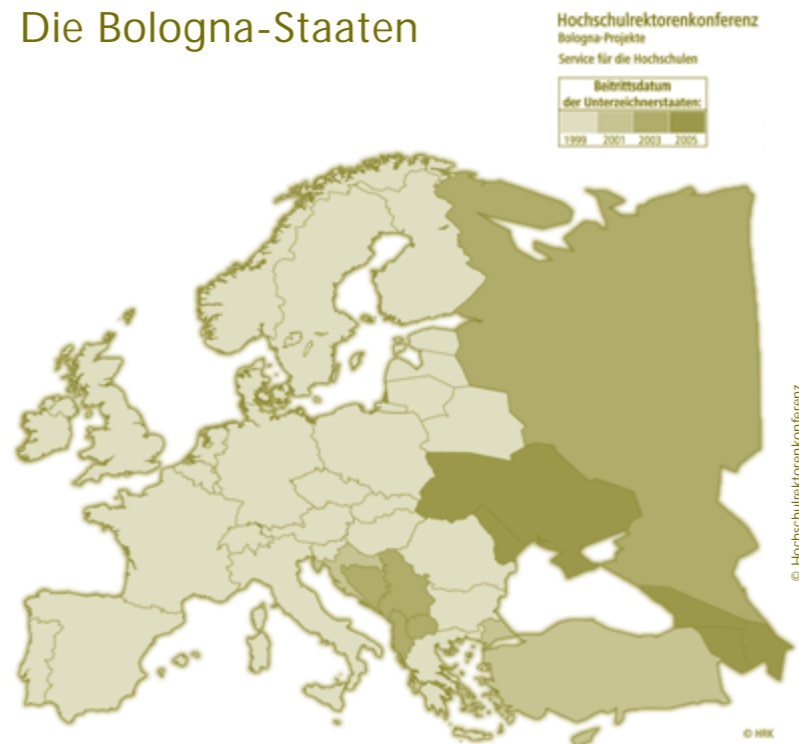 Die Bologna-Staaten
Hochschulrektorenkonferenz
Bologna-Projekte
Service für die Hochschulen
Beitrittsdatum
der Unterzeichnerstaaten:
1999 2001 2003 2005
© Hochschulrektorenkonferenz
© HRK